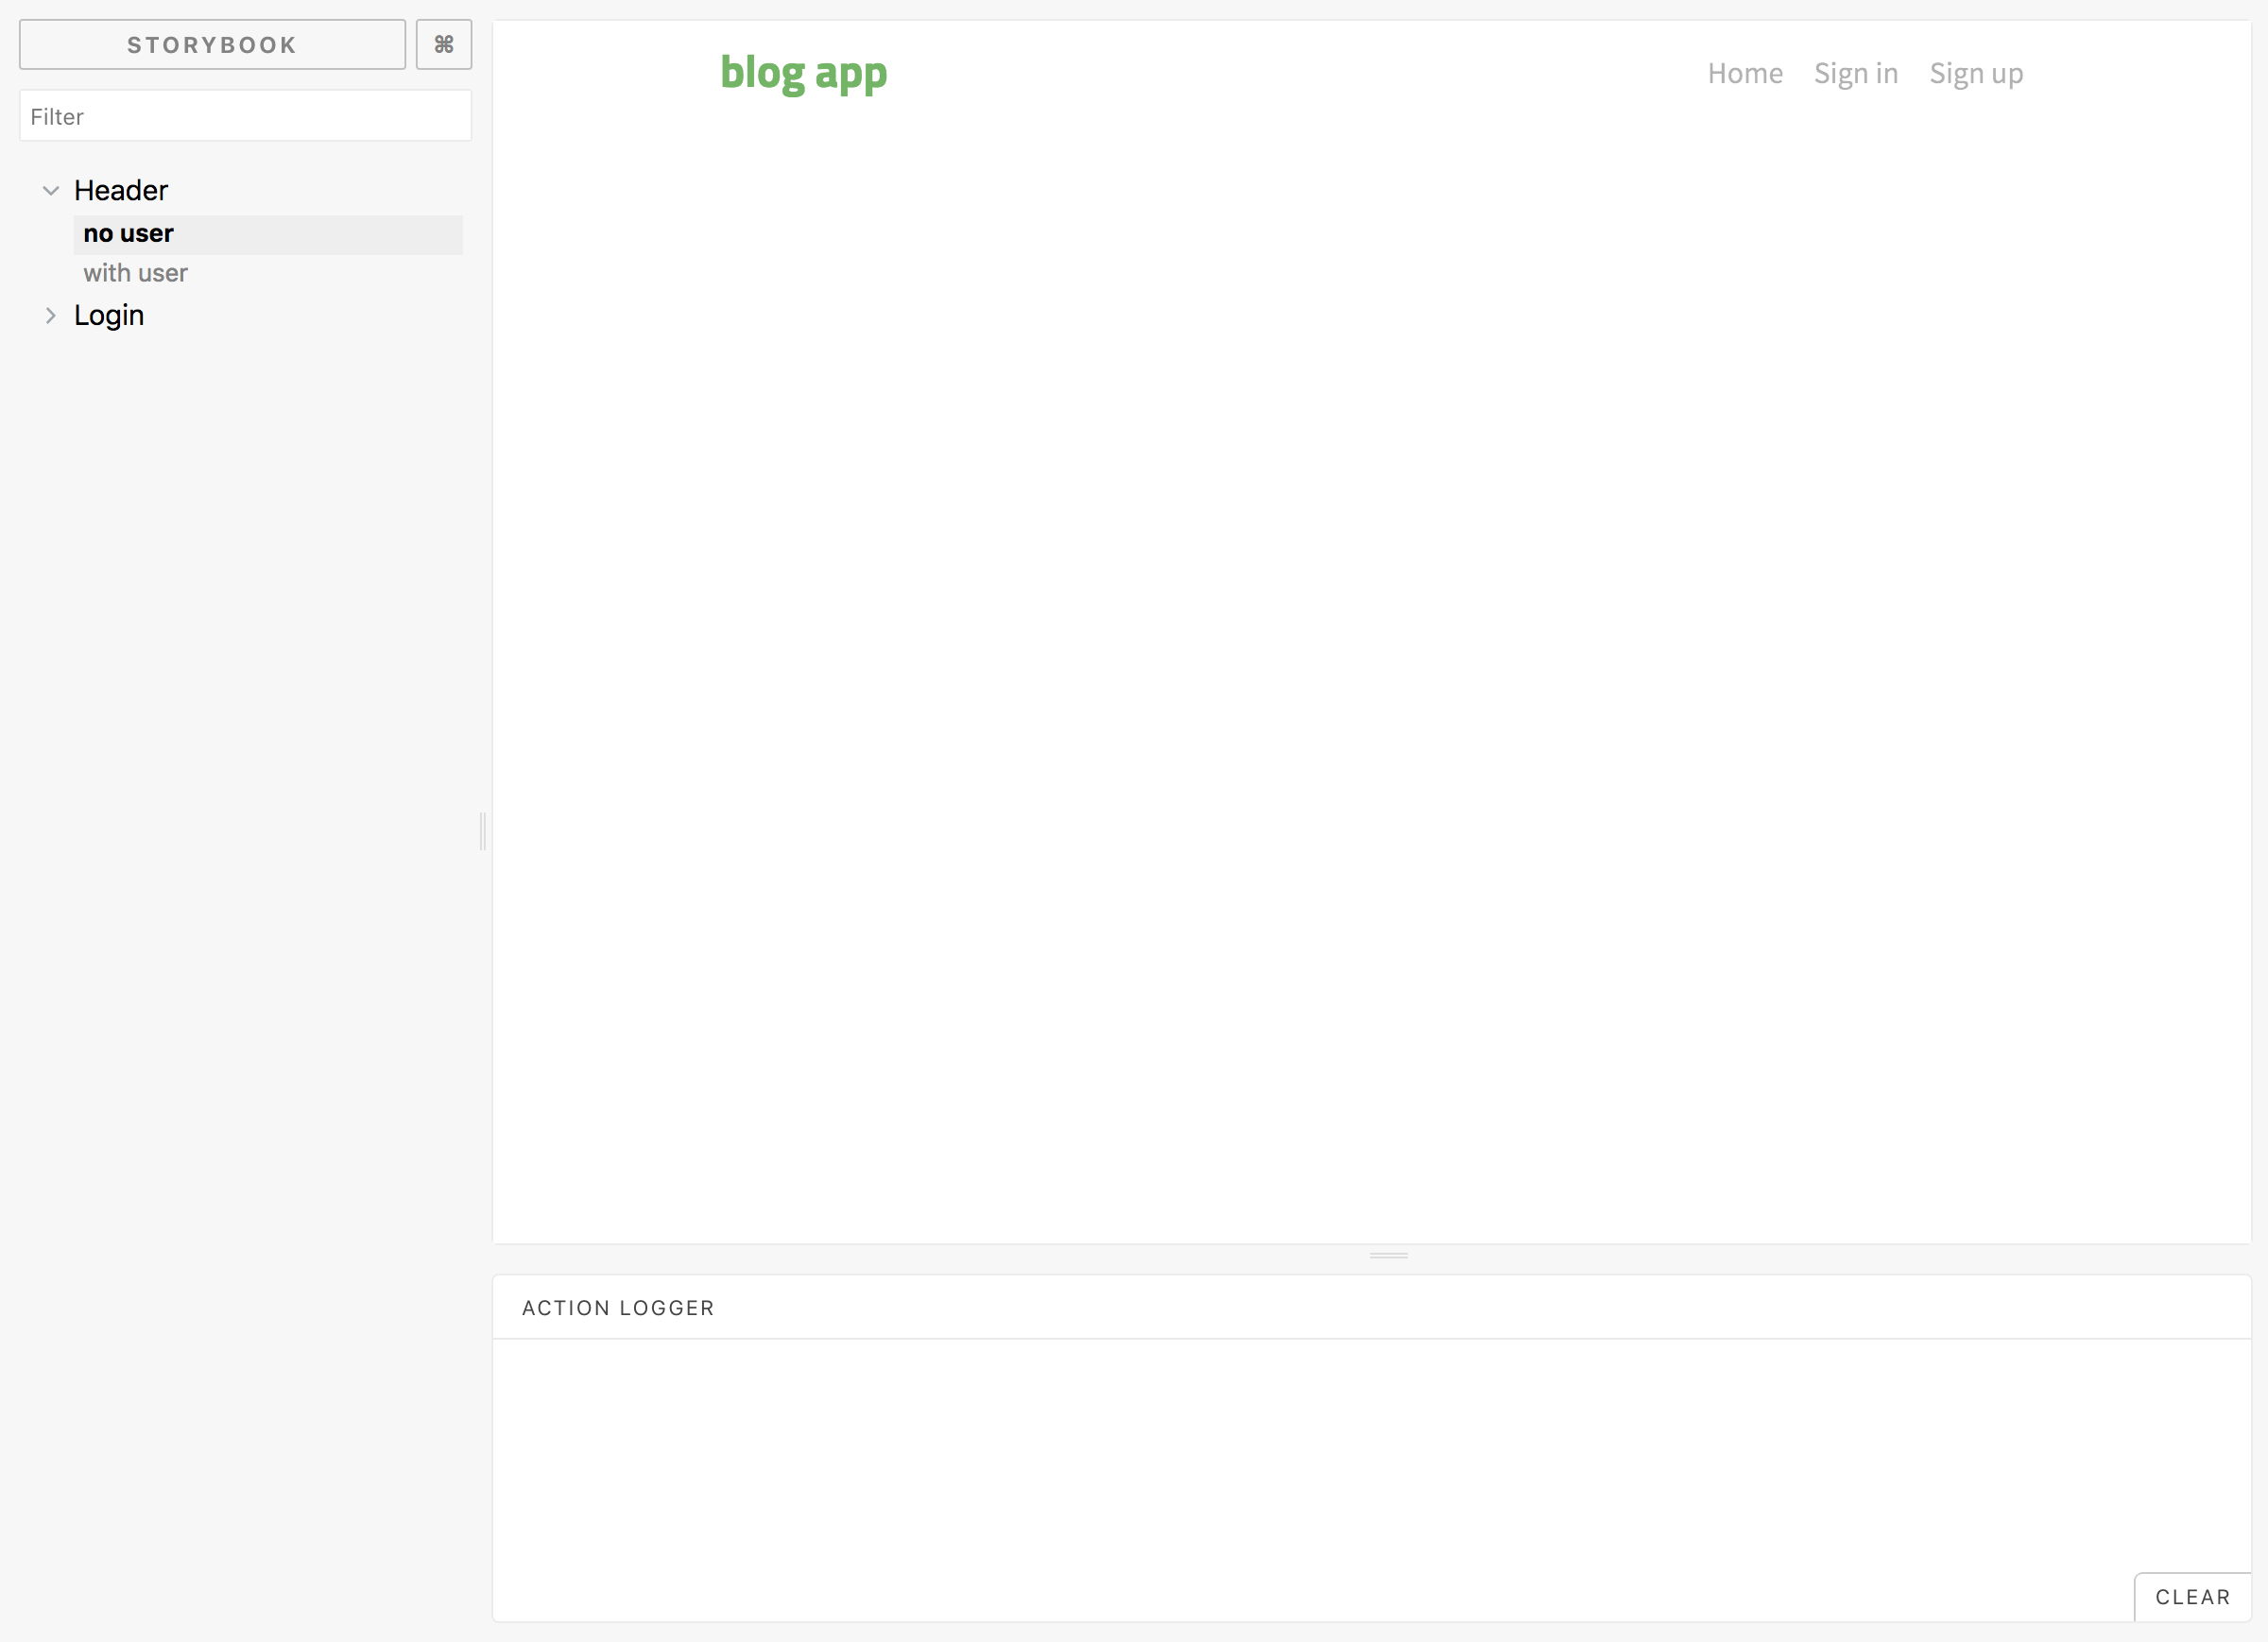 STORYBOOK ⌘
Filter
Header
no user
with user
Login
blog app Home Sign in Sign up
ACTION LOGGER
CLEAR